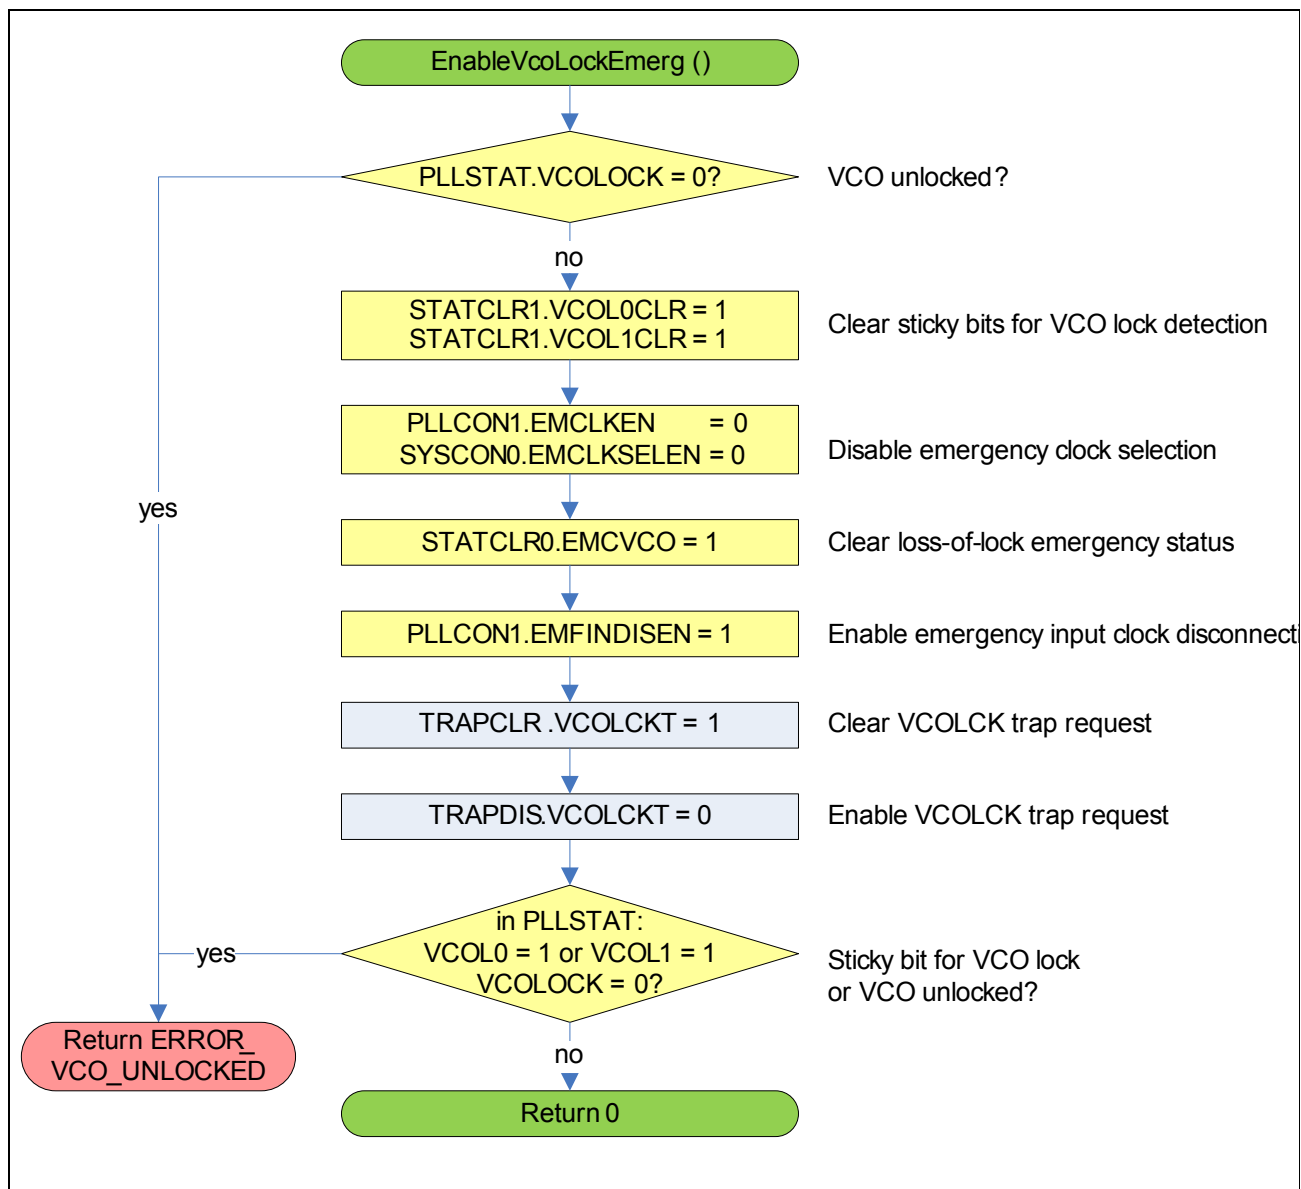 EnableVcoLockEmerg ()
PLLSTAT.VCOLOCK = 0?
VCO unlocked?
no
STATCLR1.VCOL0CLR = 1
STATCLR1.VCOL1CLR = 1
Clear sticky bits for VCO lock detection
PLLCON1.EMCLKEN = 0
SYSCON0.EMCLKSELEN = 0
Disable emergency clock selection
yes
STATCLR0.EMCVCO = 1
Clear loss-of-lock emergency status
PLLCON1.EMFINDISEN = 1
Enable emergency input clock disconnecti
TRAPCLR .VCOLCKT = 1
Clear VCOLCK trap request
TRAPDIS.VCOLCKT = 0
Enable VCOLCK trap request
in PLLSTAT:
VCOL0 = 1 or VCOL1 = 1
VCOLOCK = 0?
yes
Sticky bit for VCO lock
or VCO unlocked?
Return ERROR_
VCO_UNLOCKED
no
Return 0